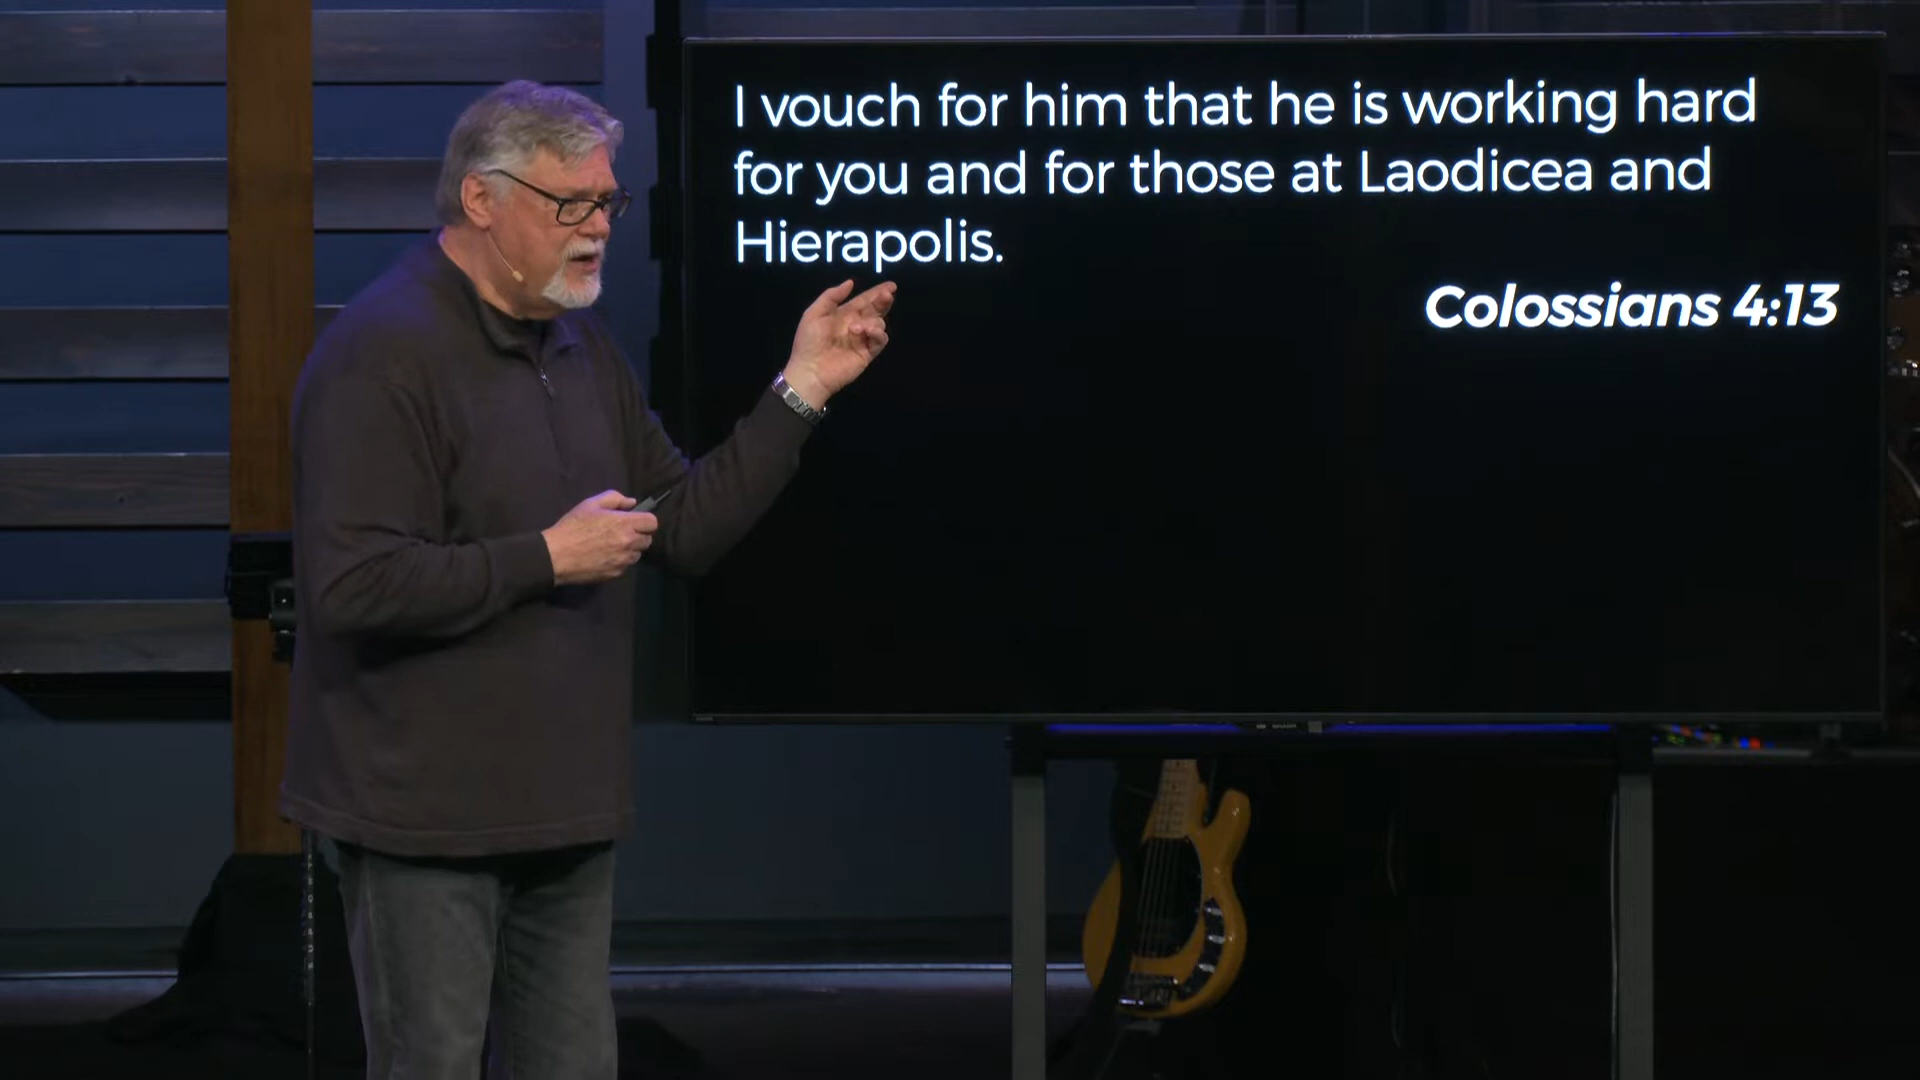 I vouch for him that he is working hard
for you and for those at Laodicea and
Hierapolis.
Colossians 4:13